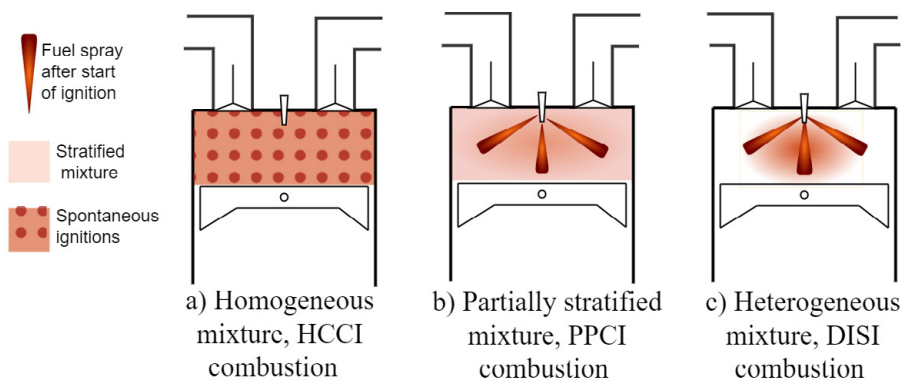 Fuel spray
after start
of ignition
Stratified
mixture
Spontaneous
ignitions
a) Homogeneous
mixture, HCCI
combustion
b) Partially stratified
mixture, PPCI
combustion
c) Heterogeneous
mixture, DISI
combustion